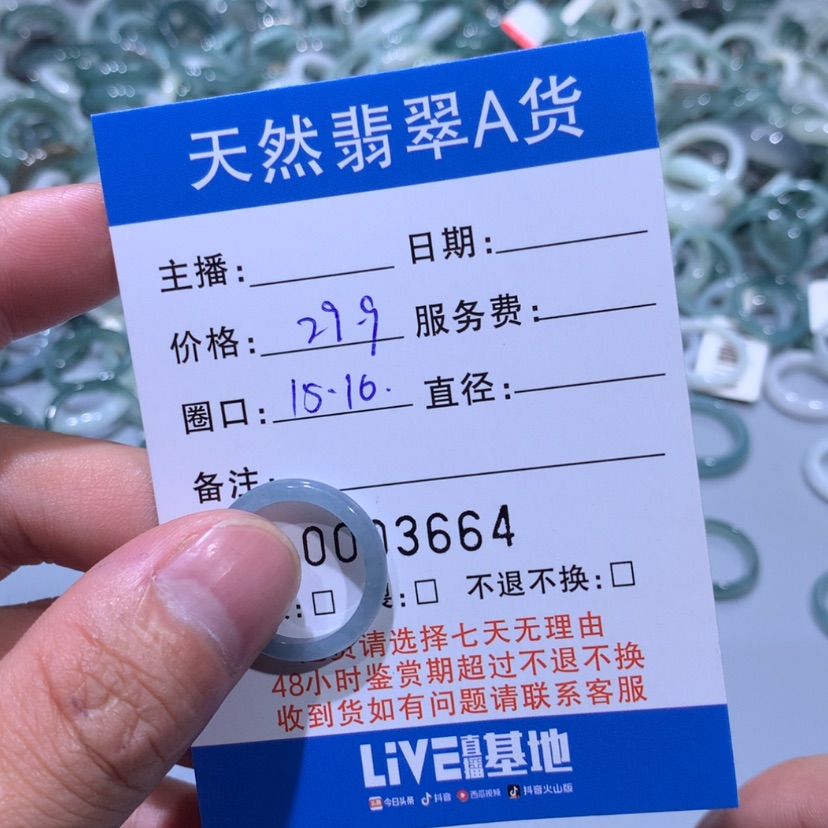 天然翡翠A货
主播: 日期:
价格: 29.9 服务费:
圈口: 15-16. 直径:
备注:
0003664
: □ : □ 不退不换: □
请选择七天无理由
48小时鉴赏期超过不退不换
收到货如有问题请联系客服
LiVE直播基地
今日头条 抖音 西瓜视频 抖音火山版